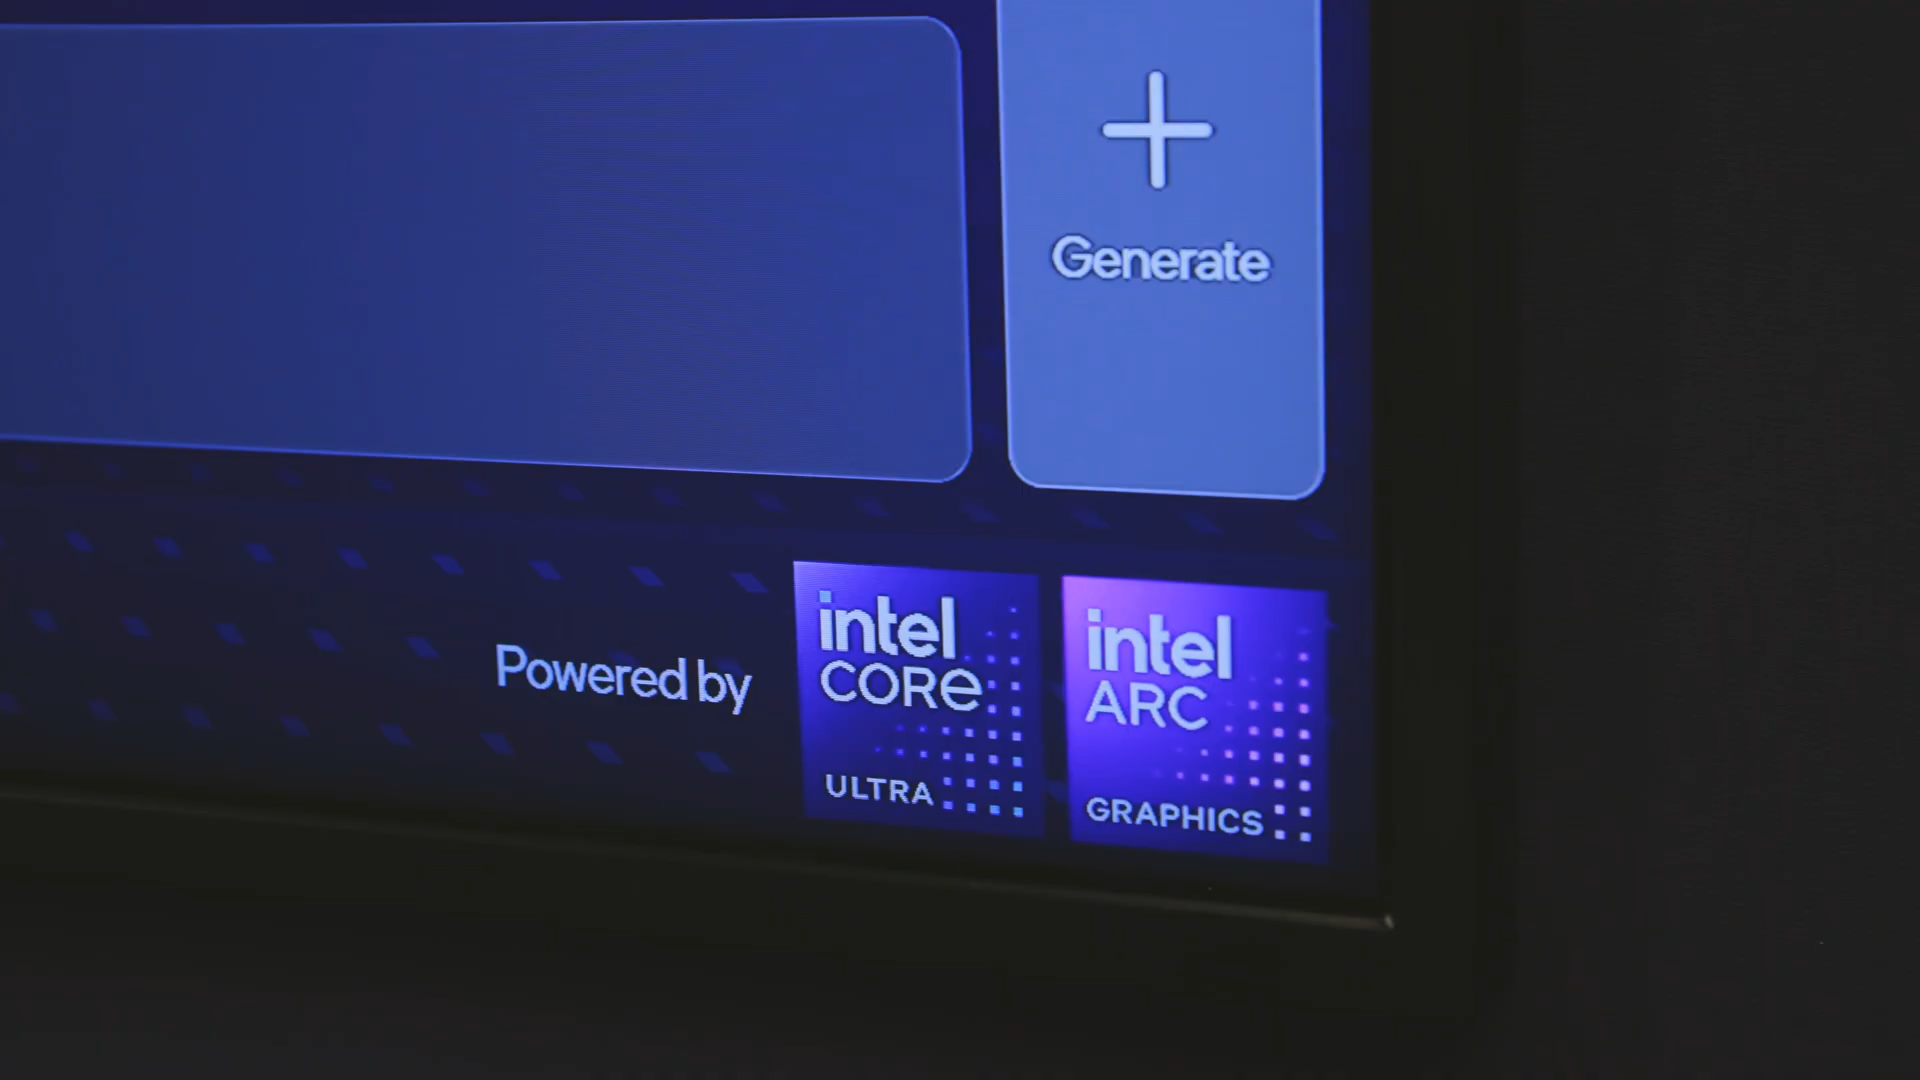 Generate
Powered by
intel
CORE
ULTRA
intel
ARC
GRAPHICS